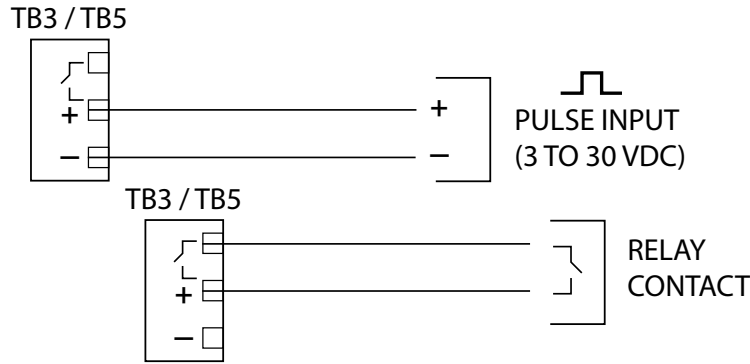 TB3 / TB5
+
–
+
–
PULSE INPUT
(3 TO 30 VDC)
TB3 / TB5
+
–
RELAY
CONTACT